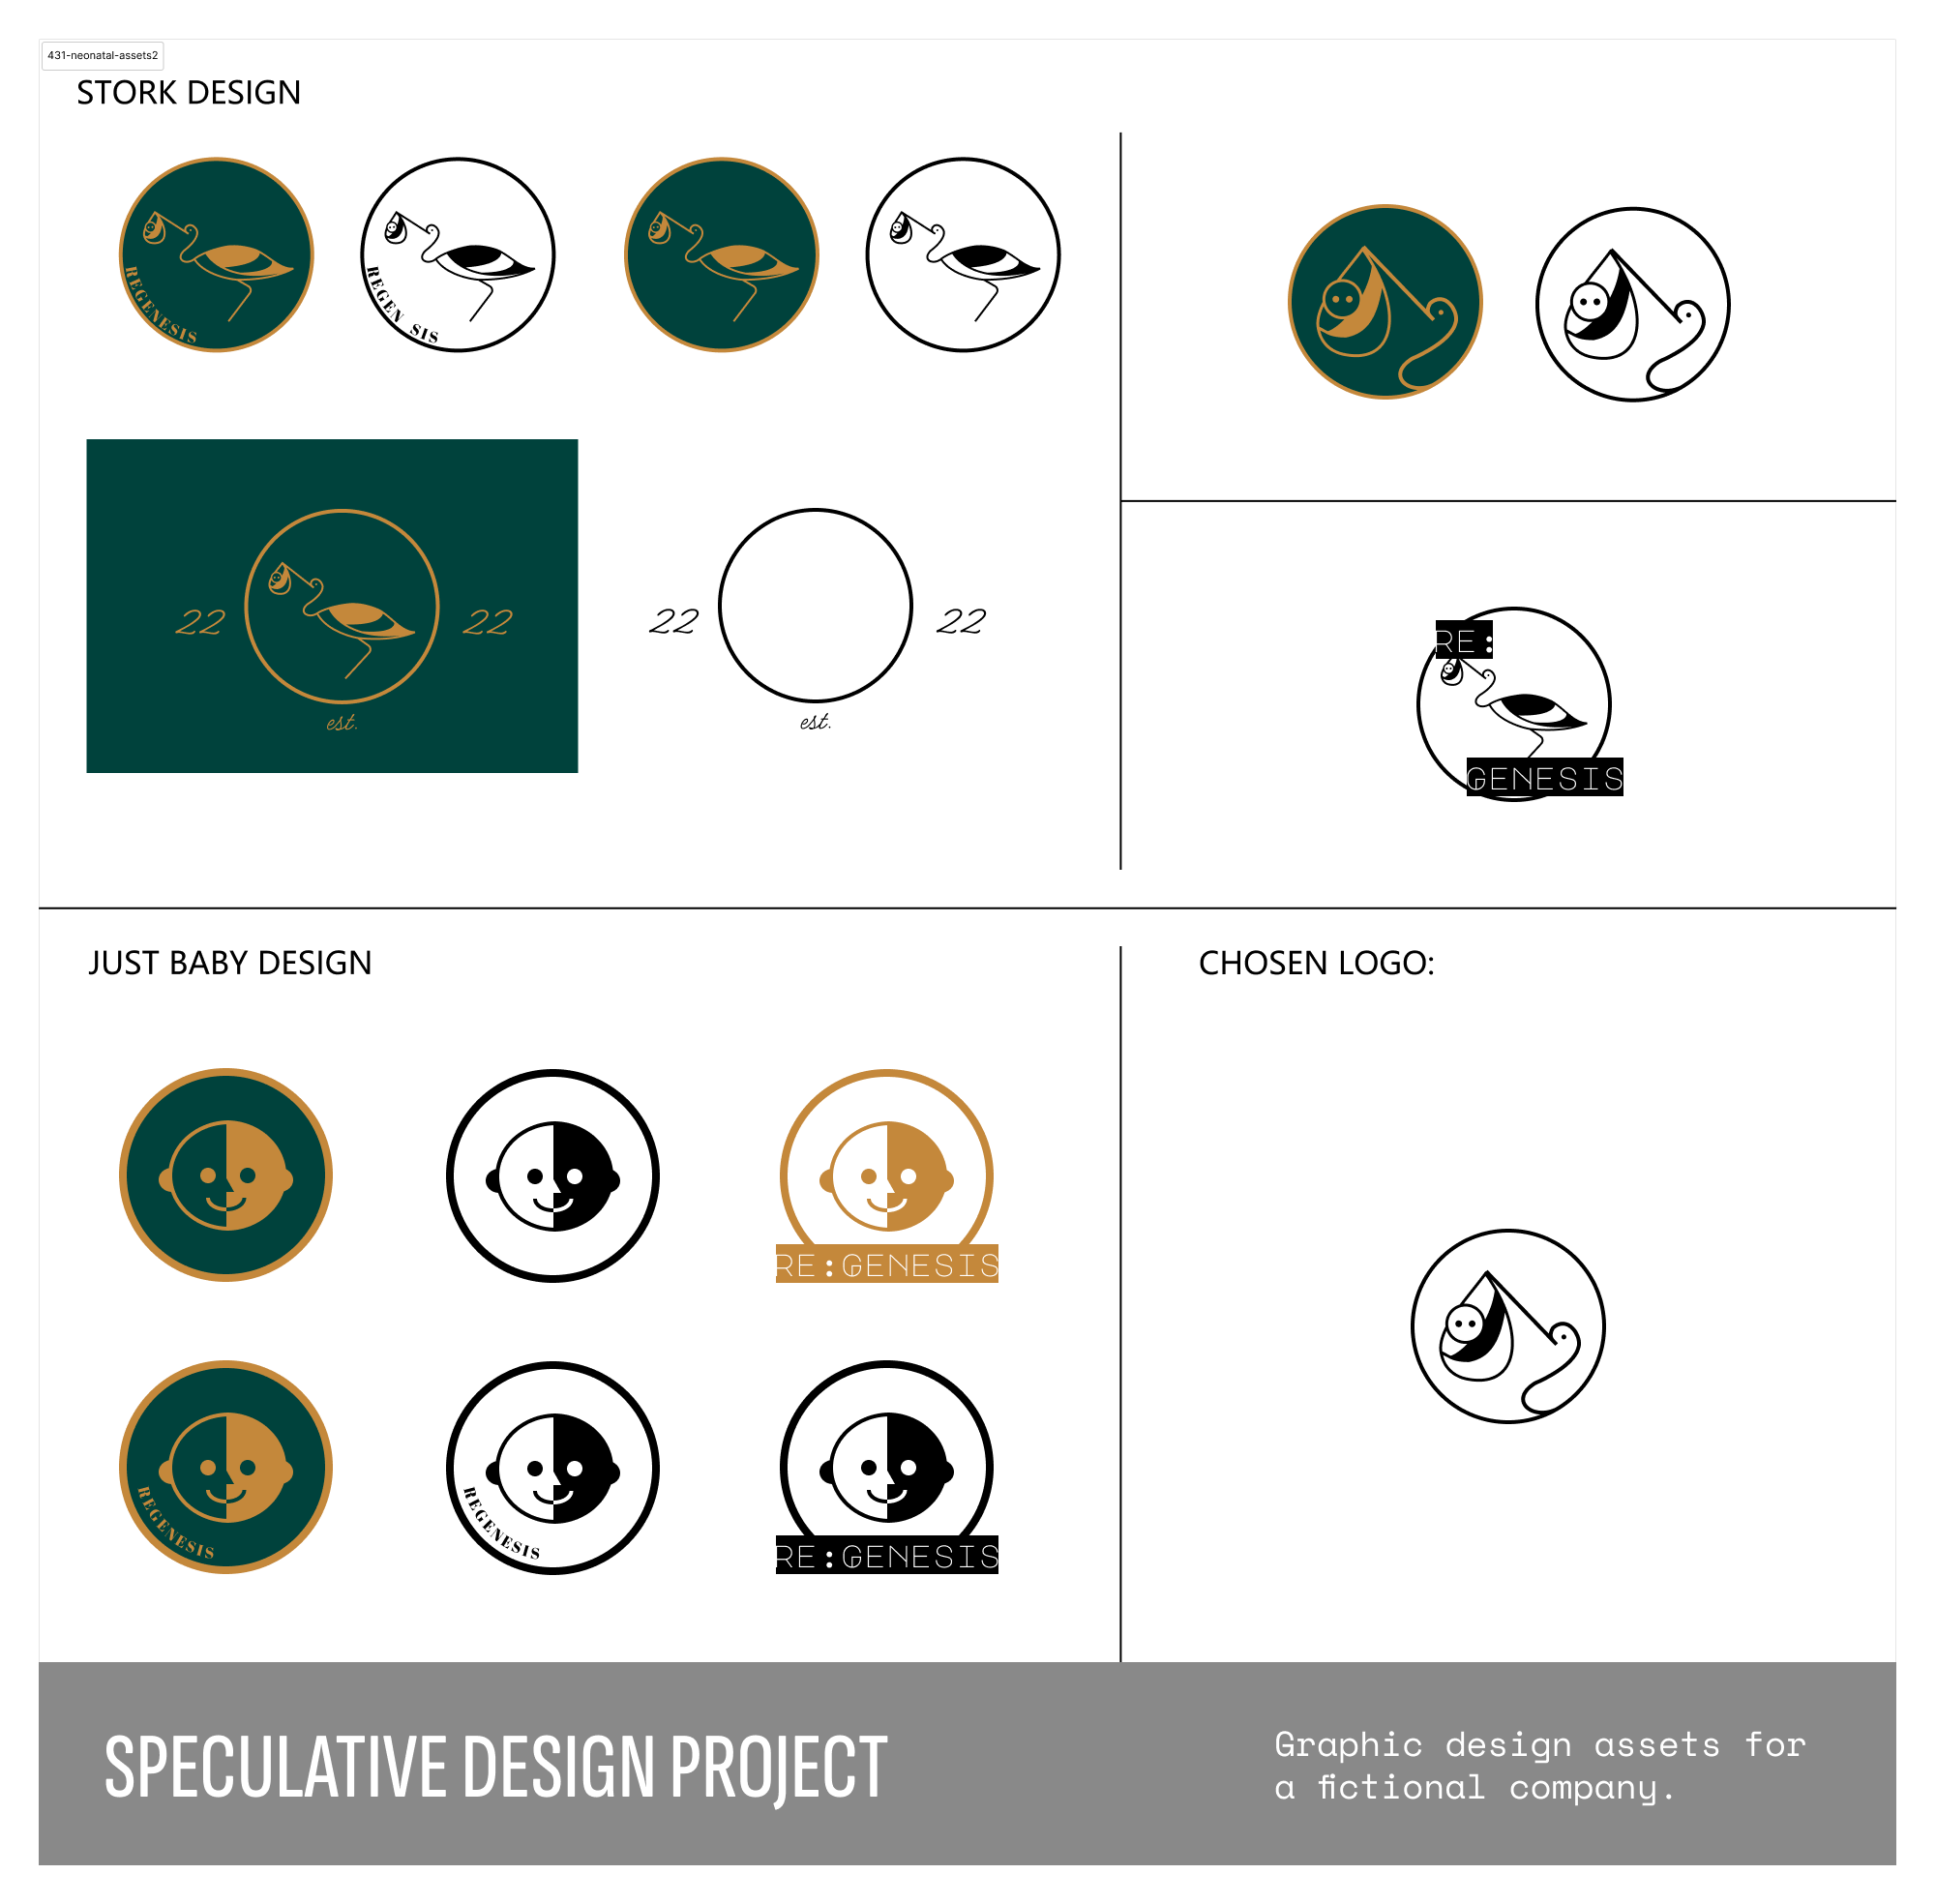 431-neonatal-assets2
STORK DESIGN
REGENESIS
REGEN SIS
22
22
est.
22
22
est.
RE:
GENESIS
JUST BABY DESIGN
CHOSEN LOGO:
RE:GENESIS
REGENESIS
REGENESIS
RE:GENESIS
SPECULATIVE DESIGN PROJECT
Graphic design assets for
a fictional company.